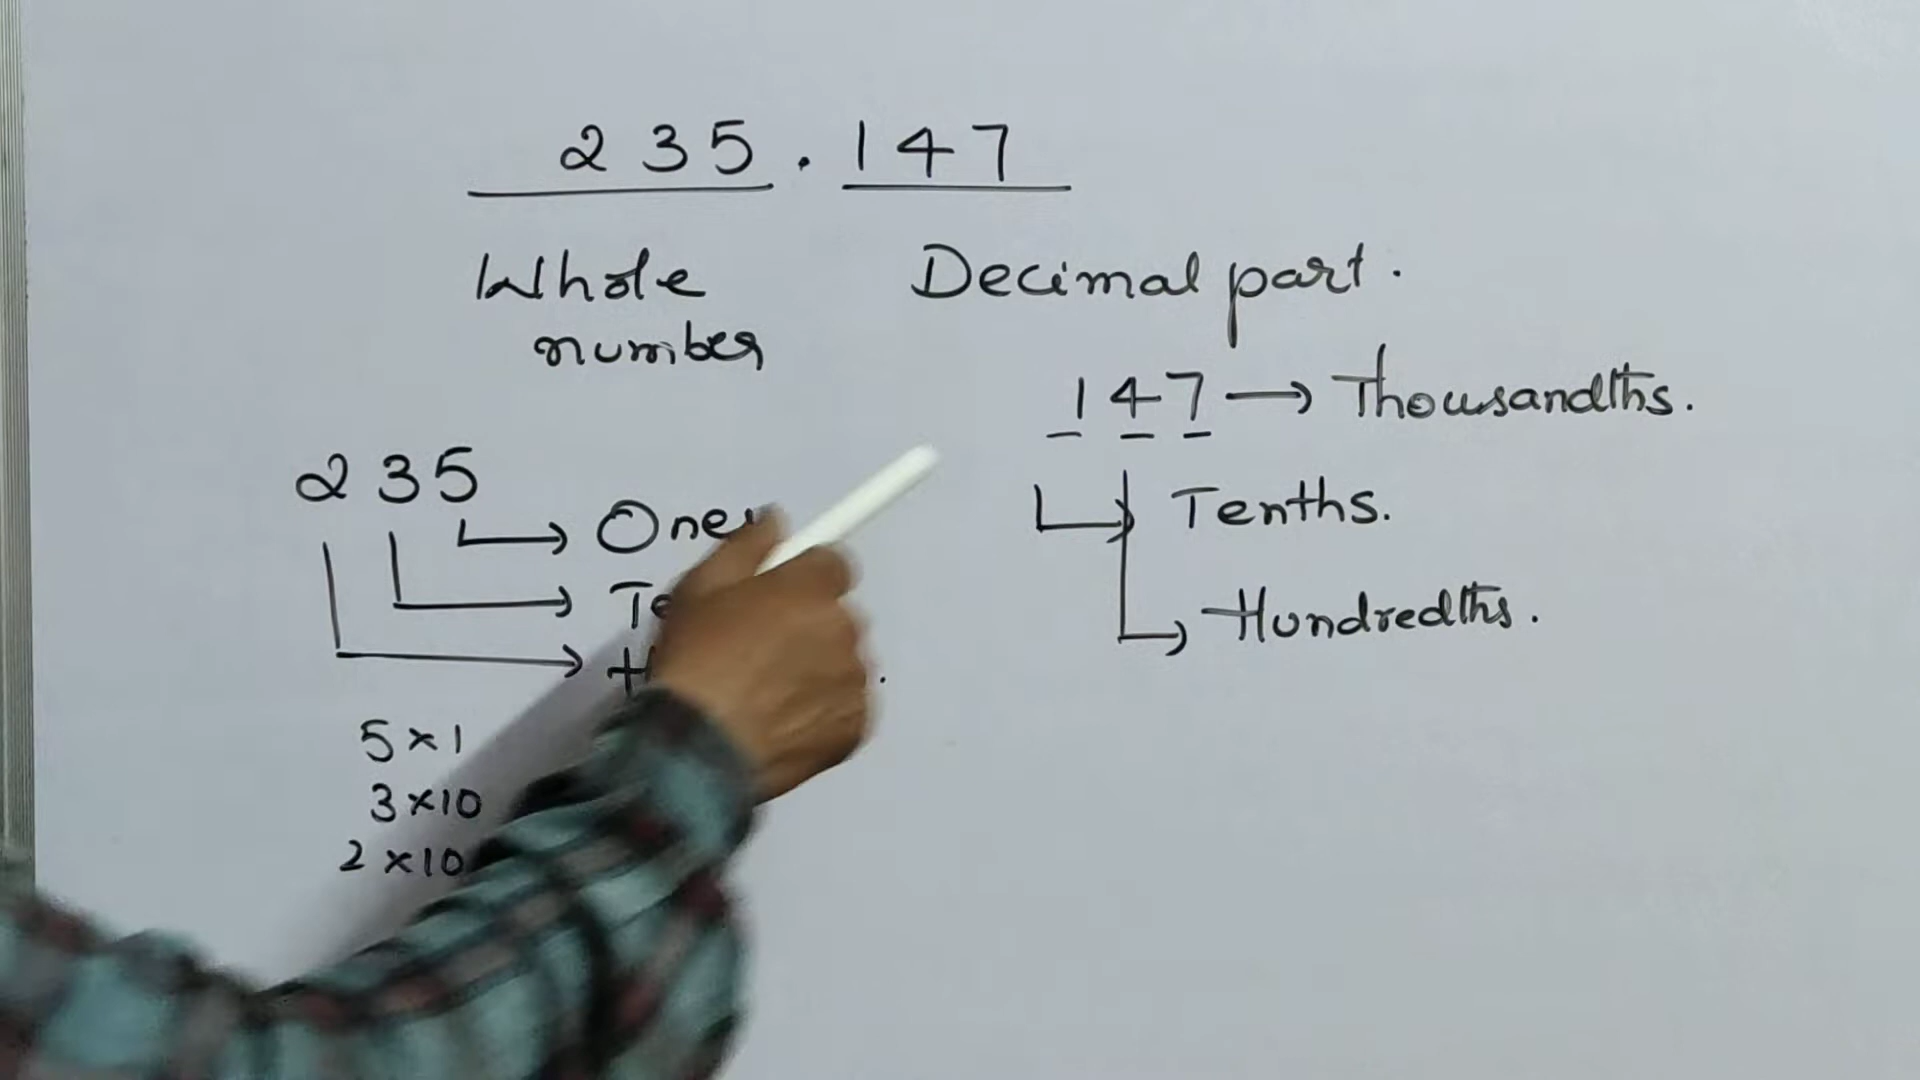 235.147
Whole
number
Decimal part.
235
5×1
3×10
147 → Thousandths.
Tenths.
Hundredths.